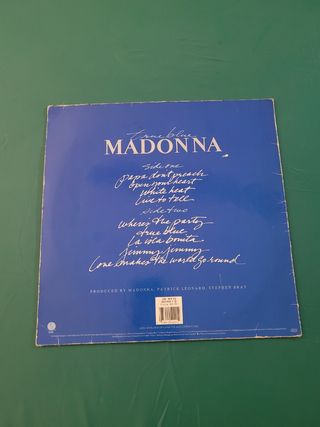 true blue
MADONNA
side one
papa don't preach
open your heart
white heat
live to tell
side two
where's the party
true blue
la isla bonita
jimmy jimmy
love makes the world go round
PRODUCED BY MADONNA, PATRICK LEONARD, STEPHEN BRAY